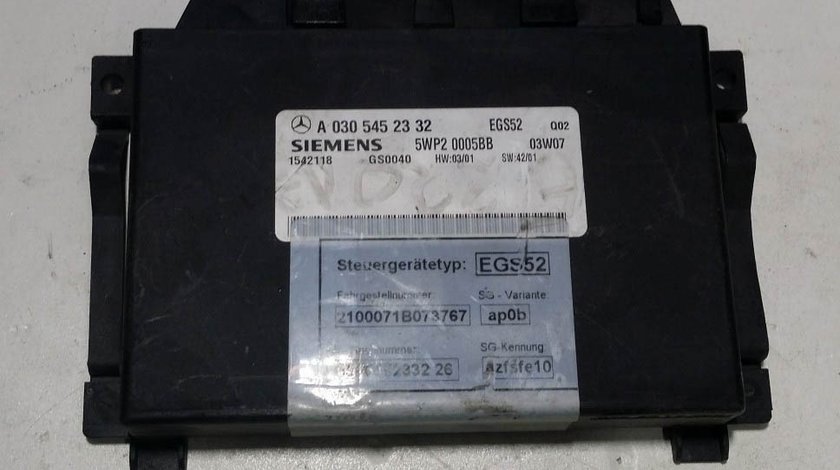 A 030 545 23 32 EGS52 Q02
SIEMENS 5WP2 0005BB 03W07
1542118 GS0040 HW:03/01 SW:42/01
Steuergerätetyp: EGS52
Fahrgestellnummer SG - Variante
2100071B073767 ap0b
SG-Kennung
azfsfe10